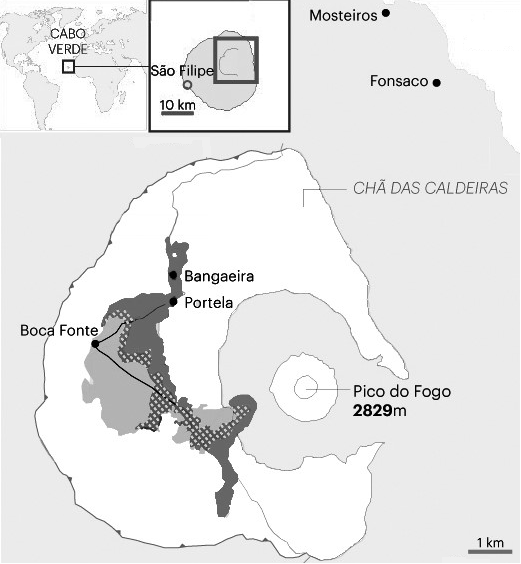 CABO
VERDE
São Filipe
10 km
Mosteiros
Fonsaco
CHÃ DAS CALDEIRAS
Bangaeira
Portela
Boca Fonte
Pico do Fogo
2829m
1 km